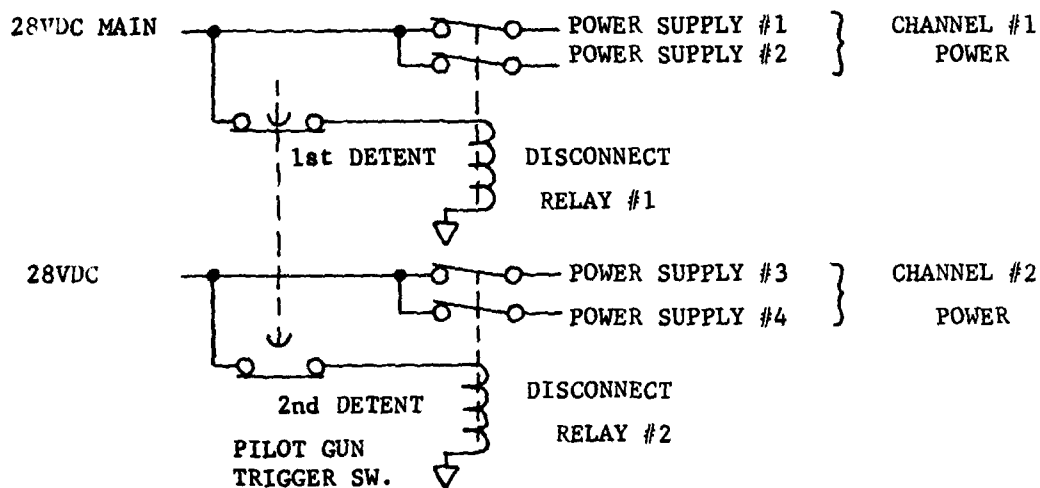 28VDC MAIN
POWER SUPPLY #1
POWER SUPPLY #2
CHANNEL #1
POWER
1st DETENT
DISCONNECT
RELAY #1
28VDC
POWER SUPPLY #3
POWER SUPPLY #4
CHANNEL #2
POWER
2nd DETENT
DISCONNECT
RELAY #2
PILOT GUN
TRIGGER SW.